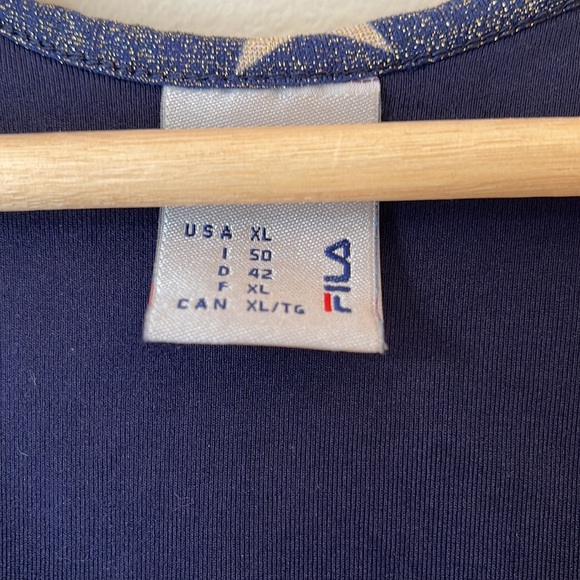 USA XL
I 50
D 42
F XL
CAN XL/TG
FILA